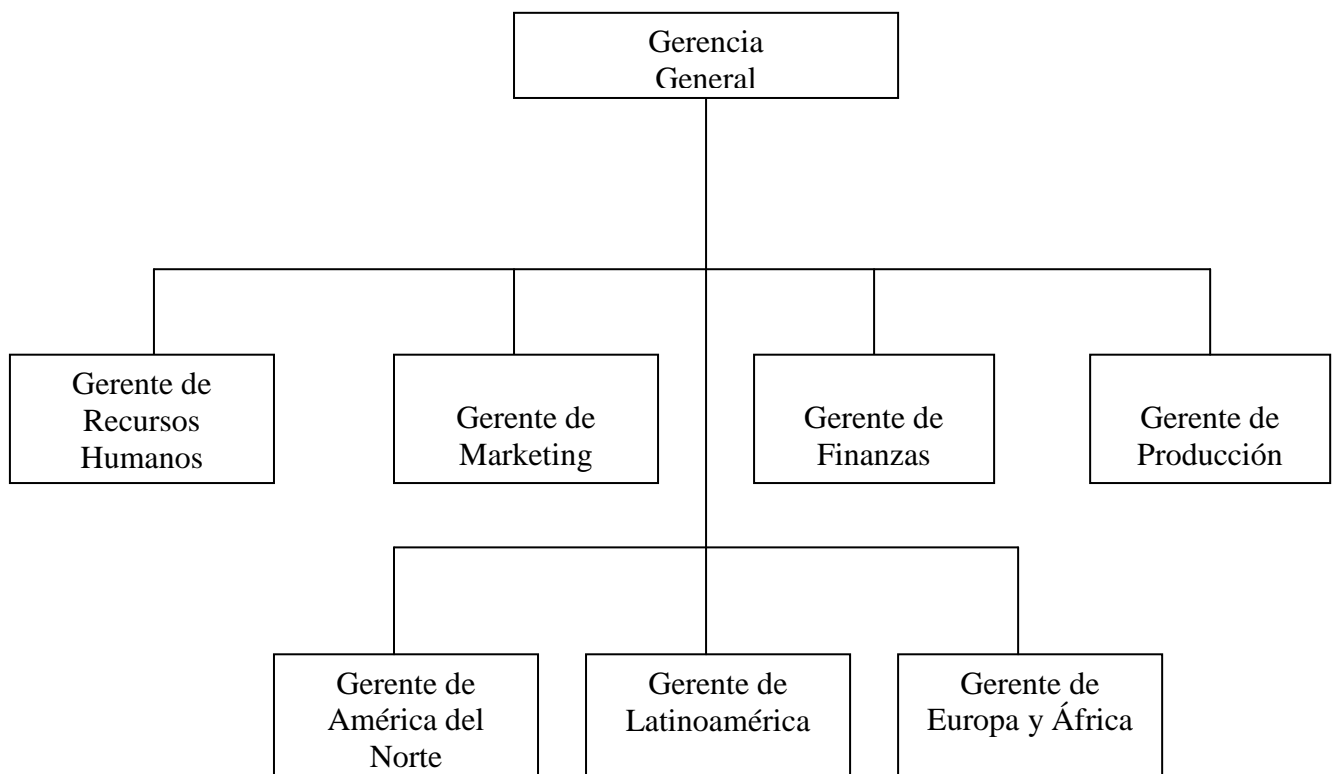 Gerencia
General
Gerente de
Recursos
Humanos
Gerente de
Marketing
Gerente de
Finanzas
Gerente de
Producción
Gerente de
América del
Norte
Gerente de
Latinoamérica
Gerente de
Europa y África